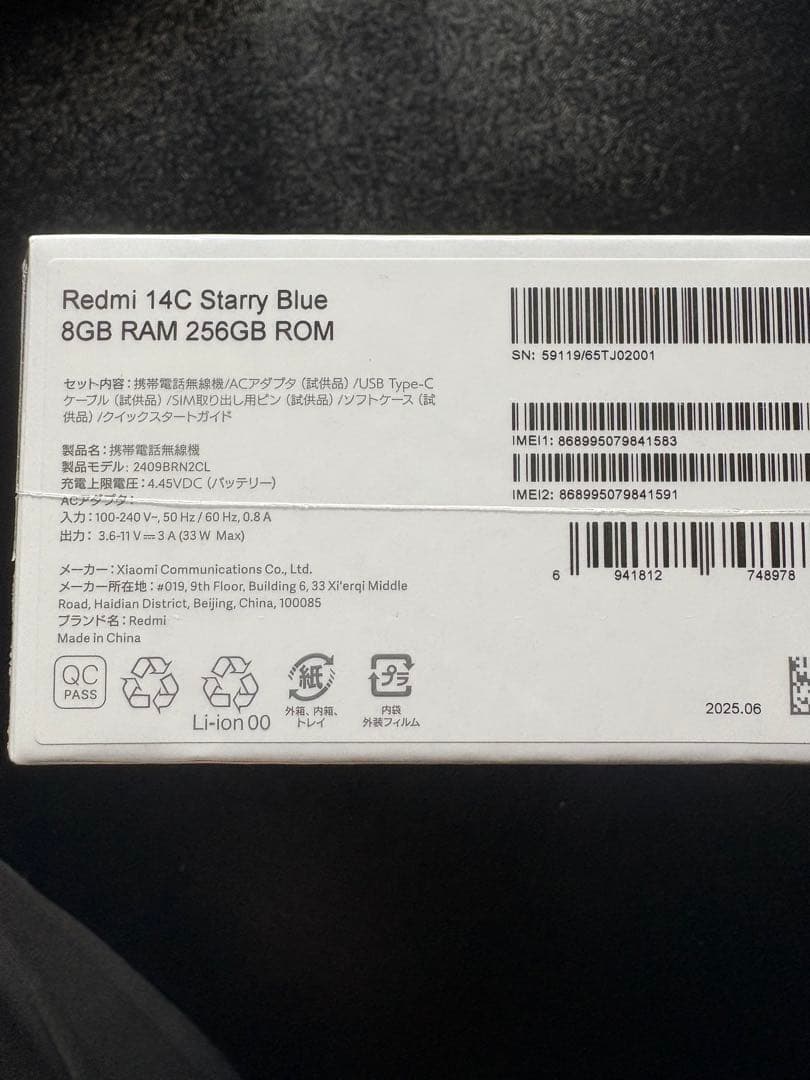 Redmi 14C Starry Blue
8GB RAM 256GB ROM
セット内容：携帯電話無線機/ACアダプタ（試供品）/USB Type-C
ケーブル（試供品）/SIM取り出し用ピン（試供品）/ソフトケース（試
供品）/クイックスタートガイド
製品名：携帯電話無線機
製品モデル: 2409BRN2CL
充電上限電圧：4.45VDC（バッテリー）
ACアダプタ：
入力：100-240 V~, 50 Hz / 60 Hz, 0.8 A
出力： 3.6-11 V⎓3 A (33 W Max)
メーカー：Xiaomi Communications Co., Ltd.
メーカー所在地：#019, 9th Floor, Building 6, 33 Xi'erqi Middle
Road, Haidian District, Beijing, China, 100085
ブランド名：Redmi
Made in China
QC
PASS
Li-ion 00
紙
外箱、内箱、
トレイ
プラ
内袋
外装フィルム
SN: 59119/65TJ02001
IMEI1: 868995079841583
IMEI2: 868995079841591
6 941812 748978
2025.06